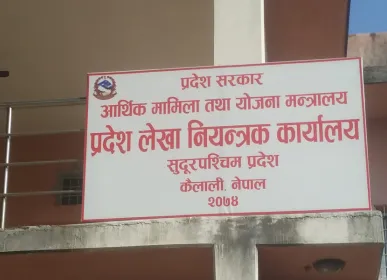 प्रदेश सरकार
आर्थिक मामिला तथा योजना मन्त्रालय
प्रदेश लेखा नियन्त्रक कार्यालय
सुदूरपश्चिम प्रदेश
कैलाली, नेपाल
२०७४